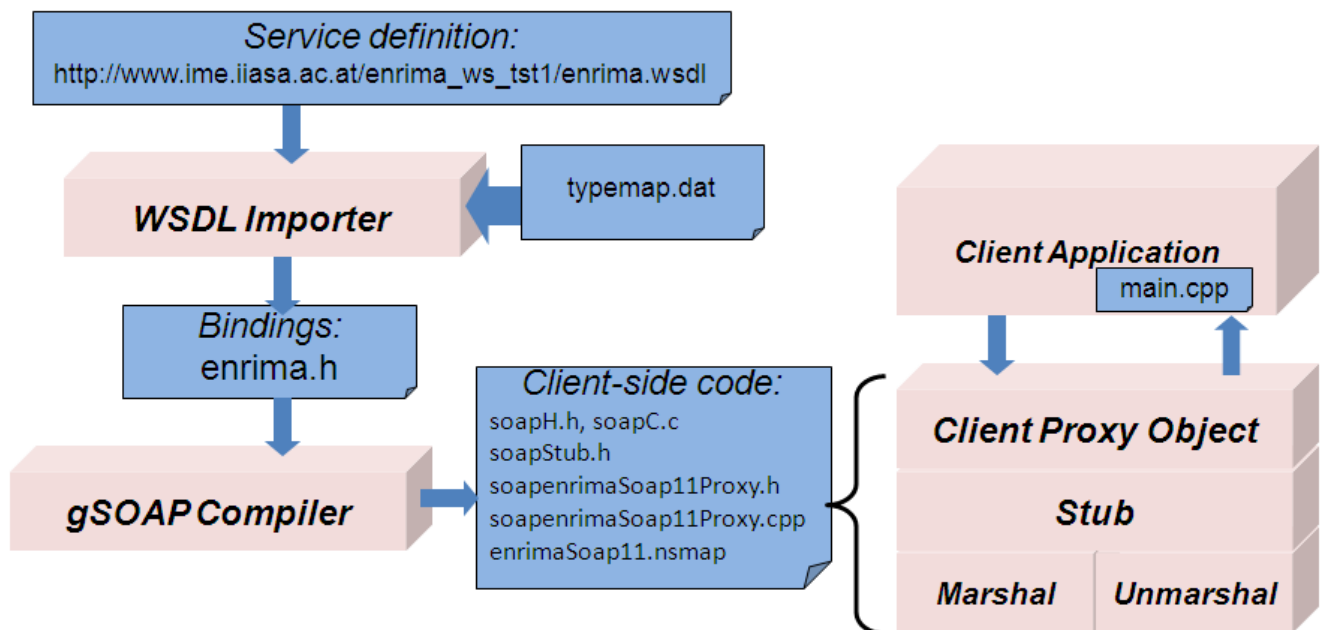 Service definition:
http://www.ime.iiasa.ac.at/enrima_ws_tst1/enrima.wsdl
WSDL Importer
typemap.dat
Bindings:
enrima.h
gSOAP Compiler
Client-side code:
soapH.h, soapC.c
soapStub.h
soapenrimaSoap11Proxy.h
soapenrimaSoap11Proxy.cpp
enrimaSoap11.nsmap
Client Application
main.cpp
Client Proxy Object
Stub
Marshal
Unmarshal